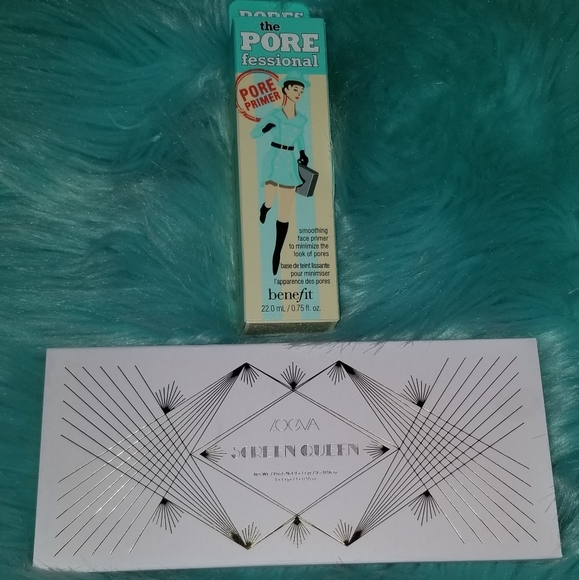 PORES
the
PORE
fessional
PORE
PRIMER
smoothing
face primer
to minimize the
look of pores
base de teint lissante
pour minimiser
l'apparence des pores
benefit
22.0 mL / 0.75 fl. oz.
ZOEVA
SCREEN QUEEN